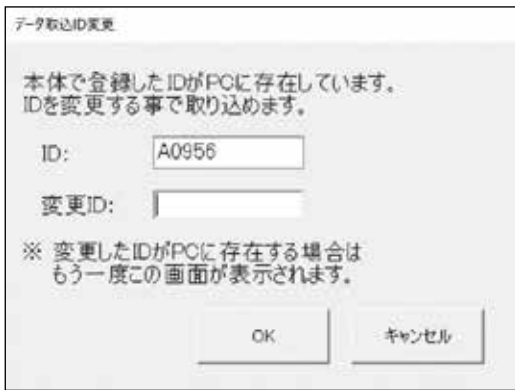 データ取込ID変更
本体で登録したIDがPCに存在しています。
IDを変更する事で取り込めます。
ID: A0956
変更ID:
※ 変更したIDがPCに存在する場合は
もう一度この画面が表示されます。
OK キャンセル